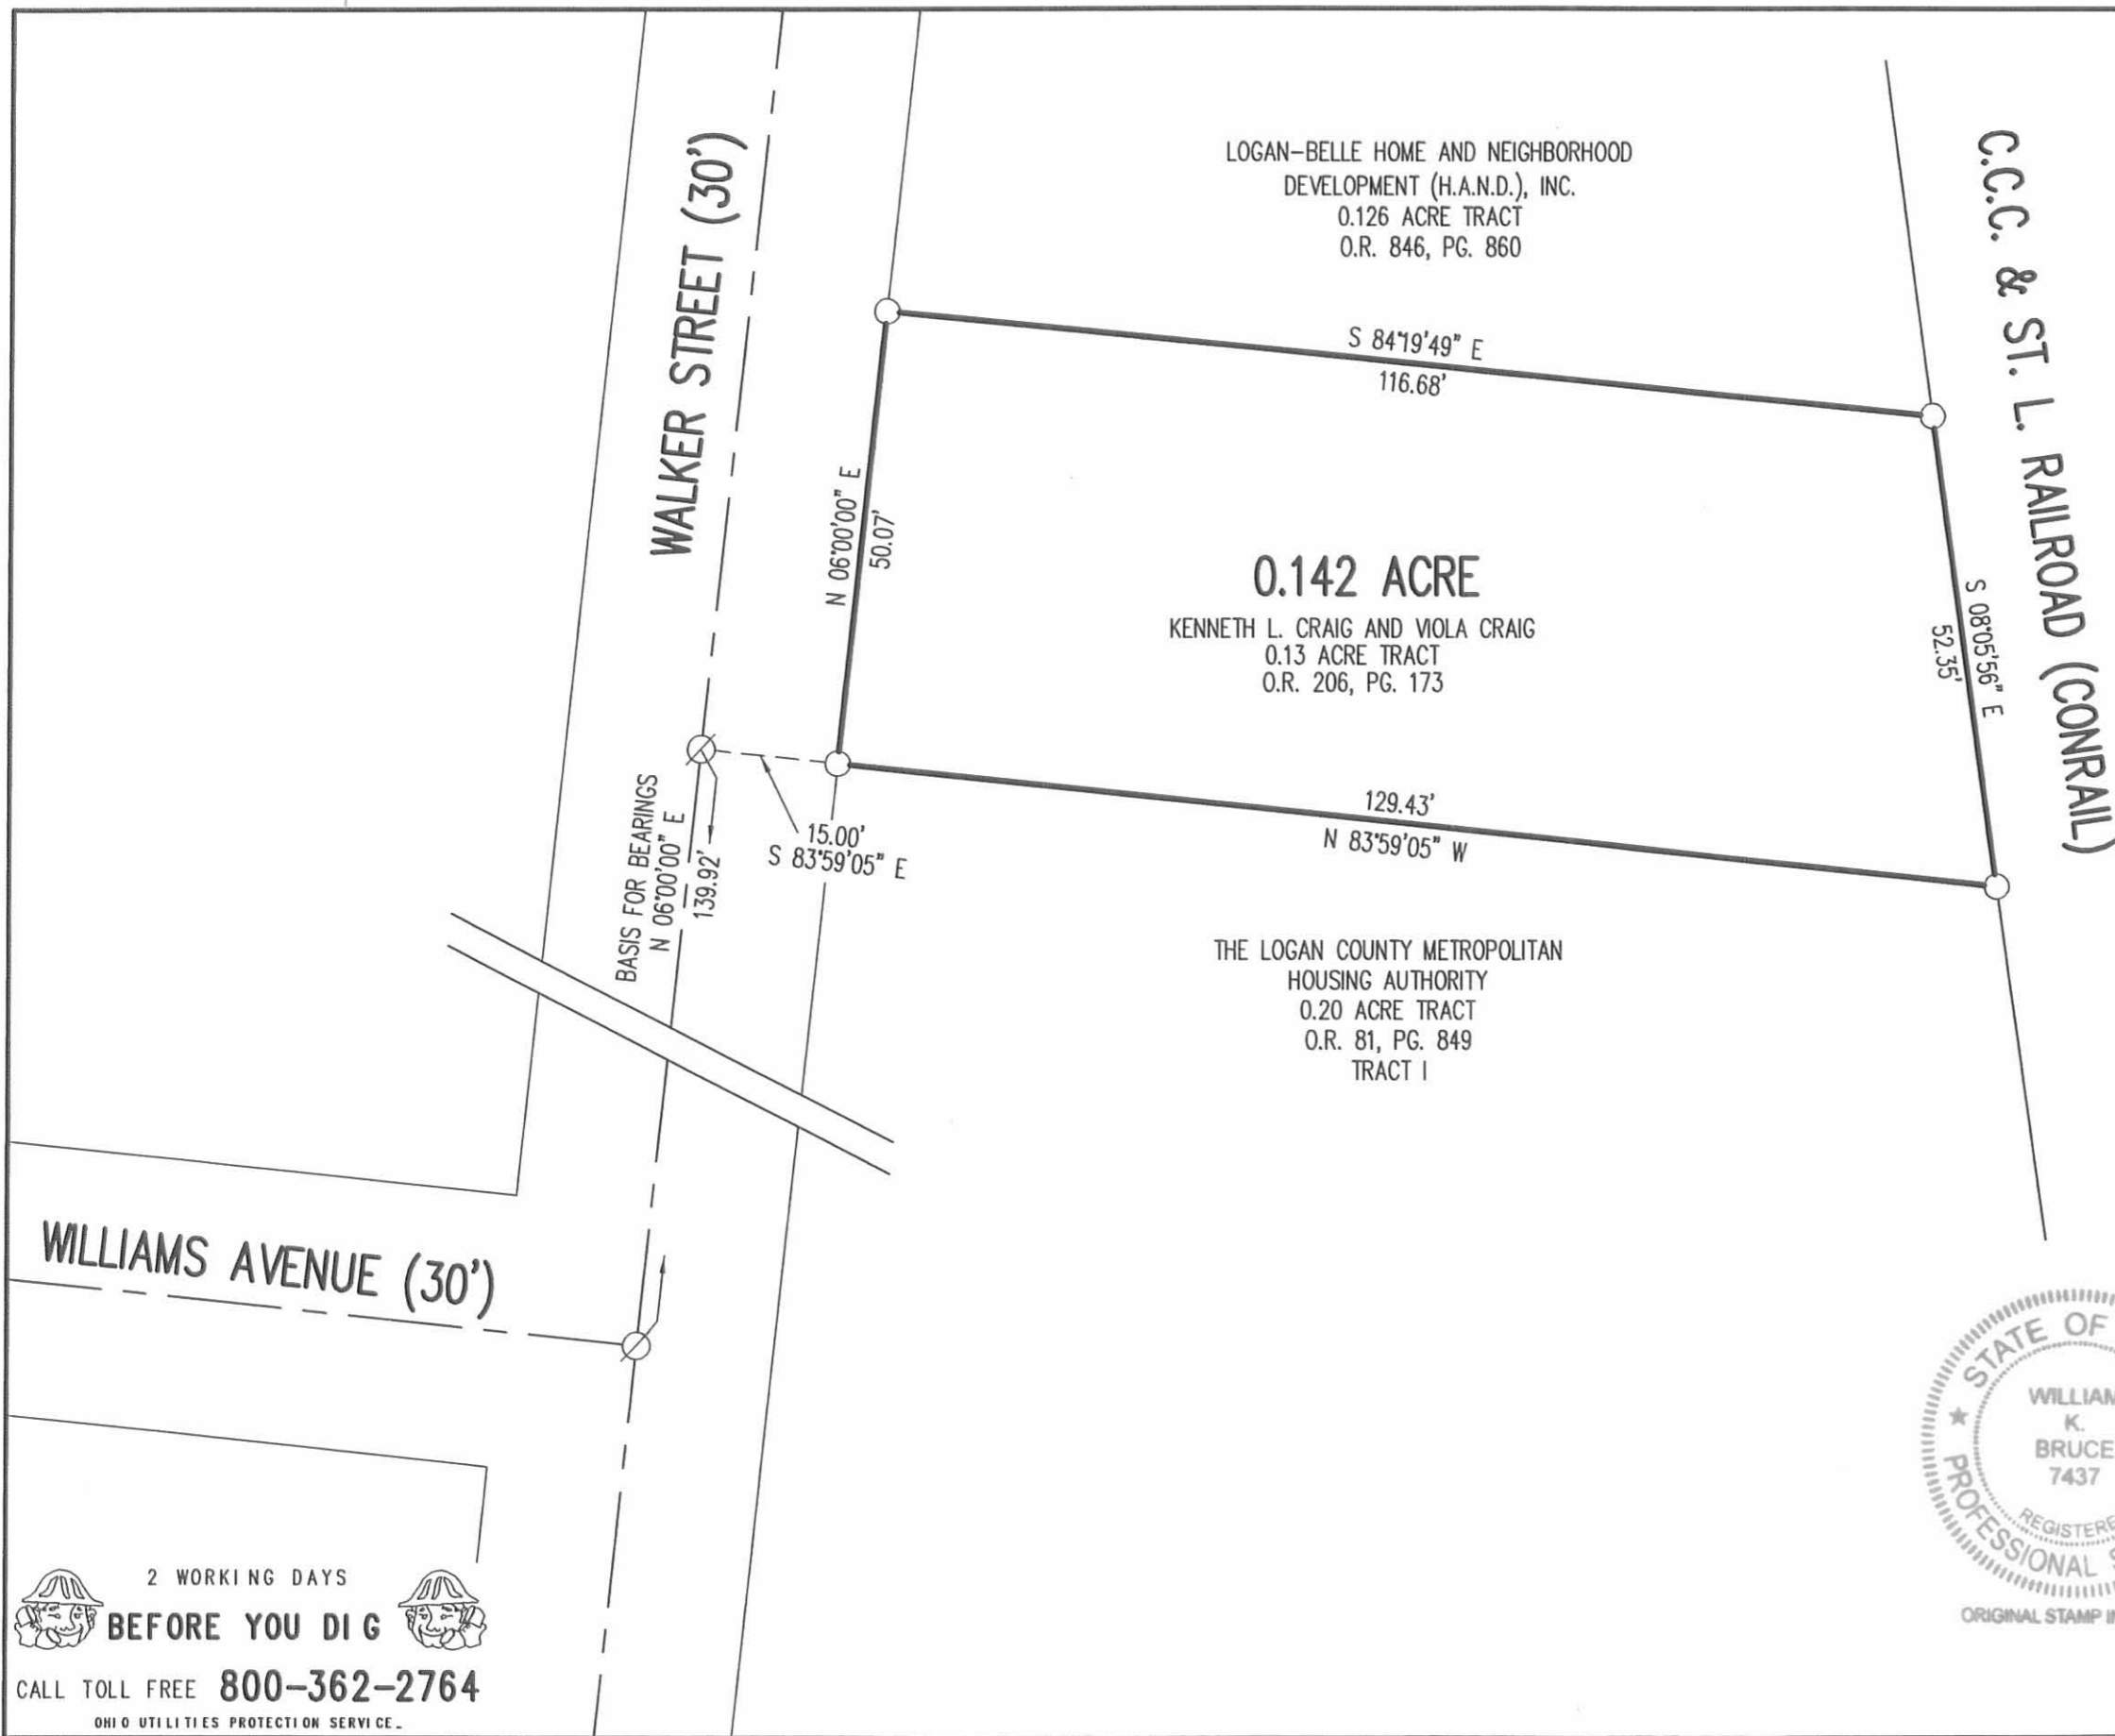 LOGAN-BELLE HOME AND NEIGHBORHOOD
DEVELOPMENT (H.A.N.D.), INC.
0.126 ACRE TRACT
O.R. 846, PG. 860
WALKER STREET (30')
C.C.C. & ST. L. RAILROAD (CONRAIL)
S 84°19'49" E
116.68'
N 06°00'00" E
50.07'
0.142 ACRE
KENNETH L. CRAIG AND VIOLA CRAIG
0.13 ACRE TRACT
O.R. 206, PG. 173
S 08°05'56" E
52.35'
BASIS FOR BEARINGS
N 06°00'00" E
139.92'
15.00'
S 83°59'05" E
129.43'
N 83°59'05" W
THE LOGAN COUNTY METROPOLITAN
HOUSING AUTHORITY
0.20 ACRE TRACT
O.R. 81, PG. 849
TRACT I
WILLIAMS AVENUE (30')
STATE OF
WILLIAM
K.
BRUCE
7437
REGISTERE
PROFESSIONAL S
ORIGINAL STAMP IN
2 WORKING DAYS
BEFORE YOU DIG
CALL TOLL FREE 800-362-2764
OHIO UTILITIES PROTECTION SERVICE.